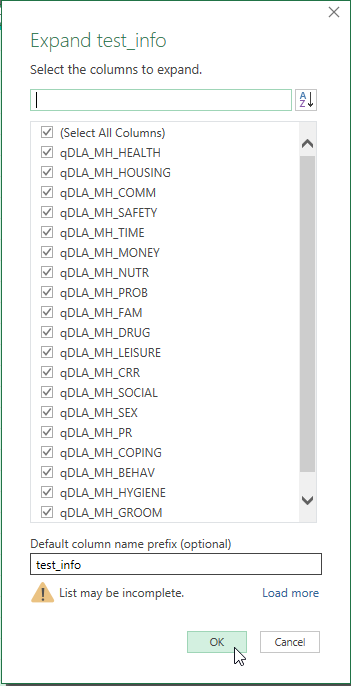 Expand test_info
Select the columns to expand.
A
Z
(Select All Columns)
qDLA_MH_HEALTH
qDLA_MH_HOUSING
qDLA_MH_COMM
qDLA_MH_SAFETY
qDLA_MH_TIME
qDLA_MH_MONEY
qDLA_MH_NUTR
qDLA_MH_PROB
qDLA_MH_FAM
qDLA_MH_DRUG
qDLA_MH_LEISURE
qDLA_MH_CRR
qDLA_MH_SOCIAL
qDLA_MH_SEX
qDLA_MH_PR
qDLA_MH_COPING
qDLA_MH_BEHAV
qDLA_MH_HYGIENE
qDLA_MH_GROOM
Default column name prefix (optional)
test_info
List may be incomplete. Load more
OK Cancel